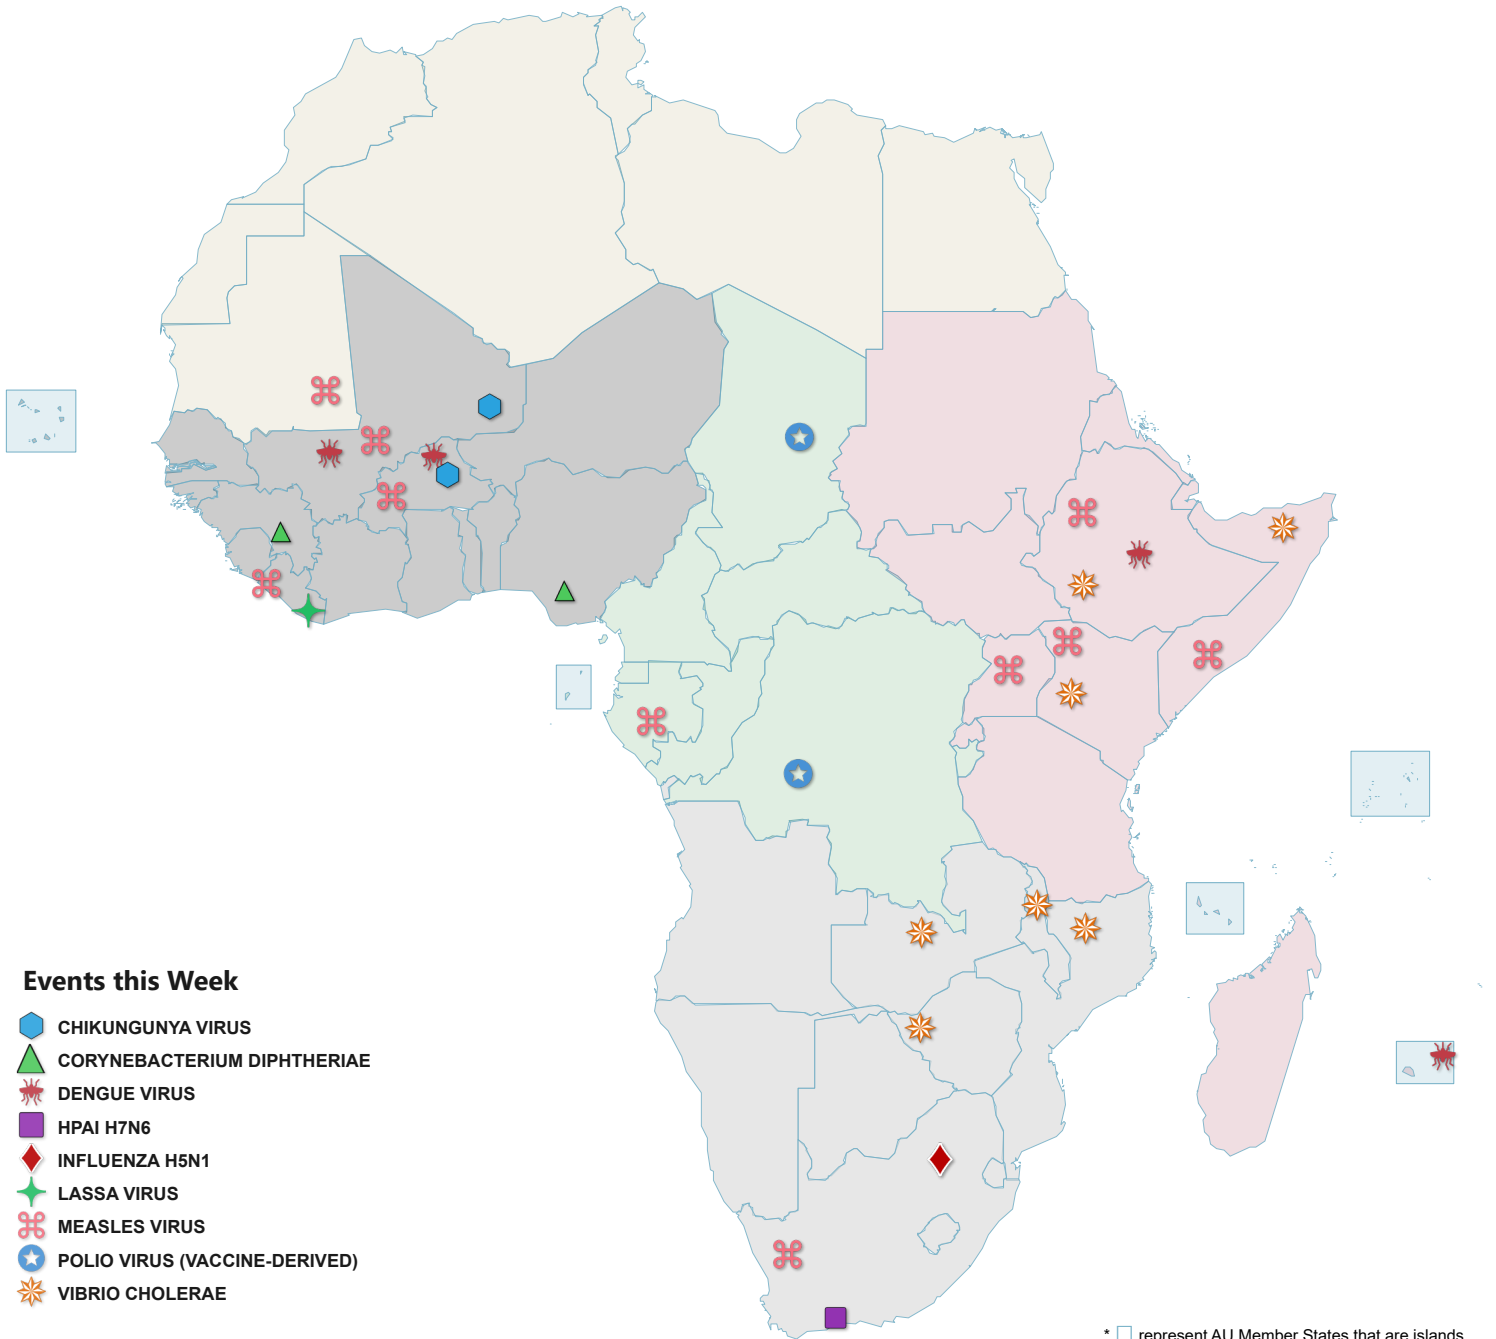 Events this Week
CHIKUNGUNYA VIRUS
CORYNEBACTERIUM DIPHTHERIAE
DENGUE VIRUS
HPAI H7N6
INFLUENZA H5N1
LASSA VIRUS
MEASLES VIRUS
POLIO VIRUS (VACCINE-DERIVED)
VIBRIO CHOLERAE
* represent AU Member States that are islands